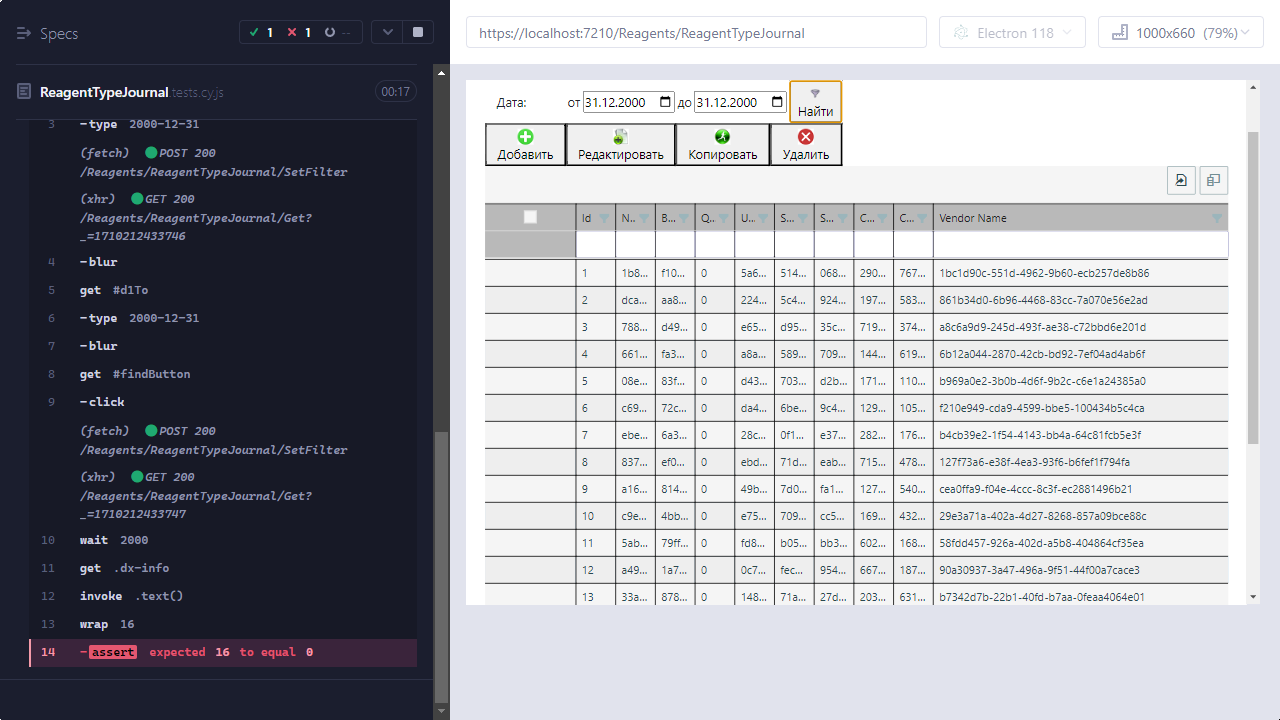 Specs
1 1 --
ReagentTypeJournal.tests.cy.js 00:17
3 -type 2000-12-31
(fetch) POST 200
/Reagents/ReagentTypeJournal/SetFilter
(xhr) GET 200
/Reagents/ReagentTypeJournal/Get?
_=1710212433746
4 -blur
5 get #d1To
6 -type 2000-12-31
7 -blur
8 get #findButton
9 -click
(fetch) POST 200
/Reagents/ReagentTypeJournal/SetFilter
(xhr) GET 200
/Reagents/ReagentTypeJournal/Get?
_=1710212433747
10 wait 2000
11 get .dx-info
12 invoke .text()
13 wrap 16
14 -assert expected 16 to equal 0
https://localhost:7210/Reagents/ReagentTypeJournal
Electron 118
1000x660 (79%)
Дата: от 31.12.2000 до 31.12.2000 Найти
Добавить Редактировать Копировать Удалить
Id N.. B... Q... U... S... S... C... C... Vendor Name
1 1b8... f10... 0 5a6... 514... 068... 290... 767... 1bc1d90c-551d-4962-9b60-ecb257de8b86
2 dca... aa8... 0 224... 5c4... 924... 197... 583... 861b34d0-6b96-4468-83cc-7a070e56e2ad
3 788... d49... 0 e65... d95... 35c... 719... 374... a8c6a9d9-245d-493f-ae38-c72bbd6e201d
4 661... fa3... 0 a8a... 589... 709... 144... 619... 6b12a044-2870-42cb-bd92-7ef04ad4ab6f
5 08e... 83f... 0 d43... 703... d2b... 171... 110... b969a0e2-3b0b-4d6f-9b2c-c6e1a24385a0
6 c69... 72c... 0 da4... 6be... 9c4... 129... 105... f210e949-cda9-4599-bbe5-100434b5c4ca
7 ebe... 6a3... 0 28c... 0f1... e37... 282... 176... b4cb39e2-1f54-4143-bb4a-64c81fcb5e3f
8 837... ef0... 0 ebd... 71d... eab... 715... 478... 127f73a6-e38f-4ea3-93f6-b6fef1f794fa
9 a16... 814... 0 49b... 7d0... fa1... 127... 540... cea0ffa9-f04e-4ccc-8c3f-ec2881496b21
10 c9e... 4bb... 0 e75... 709... cc5... 169... 432... 29e3a71a-402a-4d27-8268-857a09bce88c
11 5ab... 79ff... 0 fd8... b05... bb3... 602... 168... 58fdd457-926a-402d-a5b8-404864cf35ea
12 a49... 1a7... 0 0c7... fec... 954... 667... 187... 90a30937-3a47-496a-9f51-44f00a7cace3
13 33a... 878... 0 148... 71a... 27d... 203... 631... b7342d7b-22b1-40fd-b7aa-0feaa4064e01